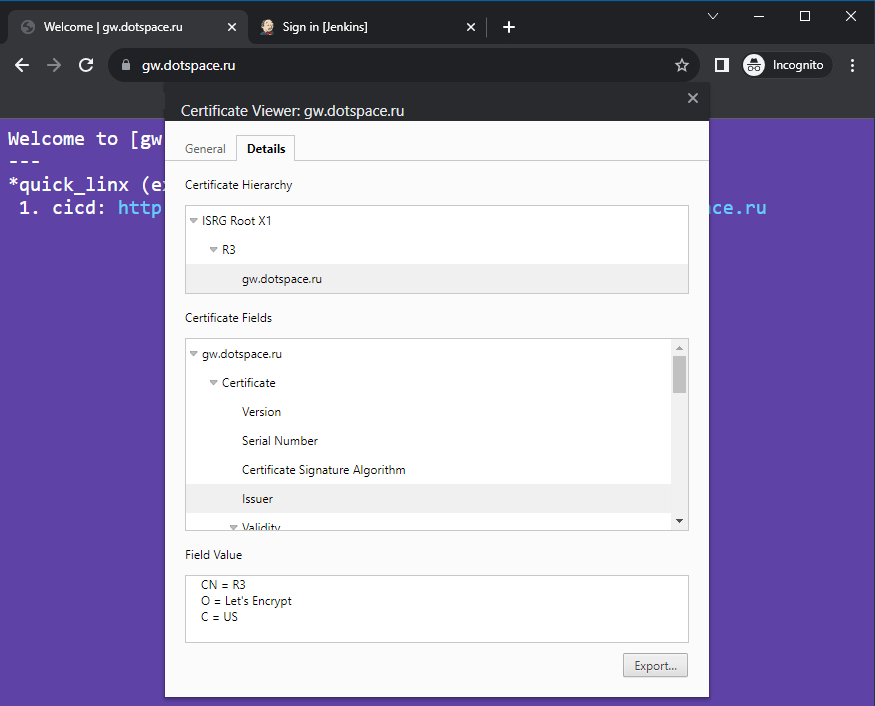 Welcome | gw.dotspace.ru
Sign in [Jenkins]
gw.dotspace.ru
Incognito
Certificate Viewer: gw.dotspace.ru
Welcome to [gw
---
*quick_linx (e
1. cicd: http
ce.ru
General
Details
Certificate Hierarchy
ISRG Root X1
R3
gw.dotspace.ru
Certificate Fields
gw.dotspace.ru
Certificate
Version
Serial Number
Certificate Signature Algorithm
Issuer
Validity
Field Value
CN = R3
O = Let's Encrypt
C = US
Export...